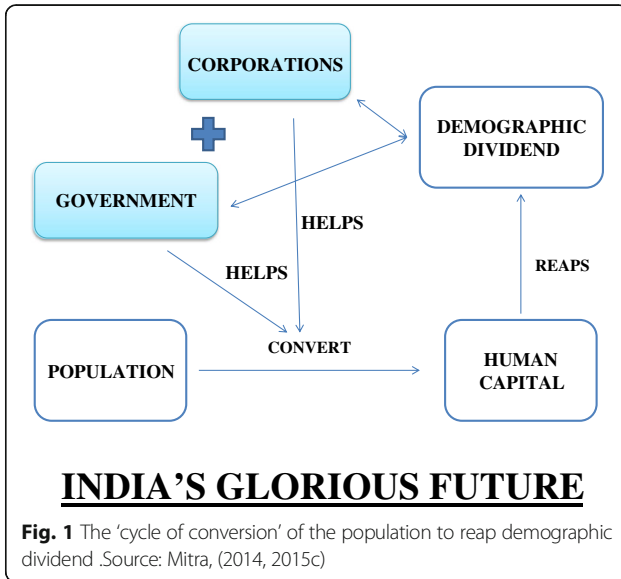 CORPORATIONS
DEMOGRAPHIC
DIVIDEND
GOVERNMENT
HELPS
HELPS
REAPS
CONVERT
POPULATION
HUMAN
CAPITAL
INDIA'S GLORIOUS FUTURE
Fig. 1 The 'cycle of conversion' of the population to reap demographic
dividend .Source: Mitra, (2014, 2015c)